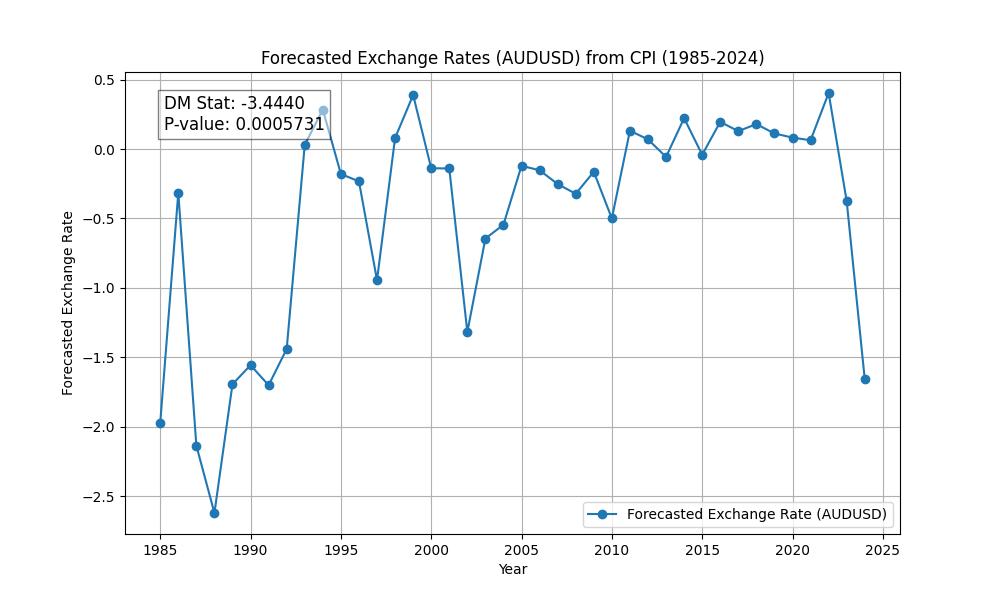 Forecasted Exchange Rates (AUDUSD) from CPI (1985-2024)
DM Stat: -3.4440
P-value: 0.0005731
0.5
0.0
−0.5
−1.0
−1.5
−2.0
−2.5
Forecasted Exchange Rate
Forecasted Exchange Rate (AUDUSD)
1985 1990 1995 2000 2005 2010 2015 2020 2025
Year